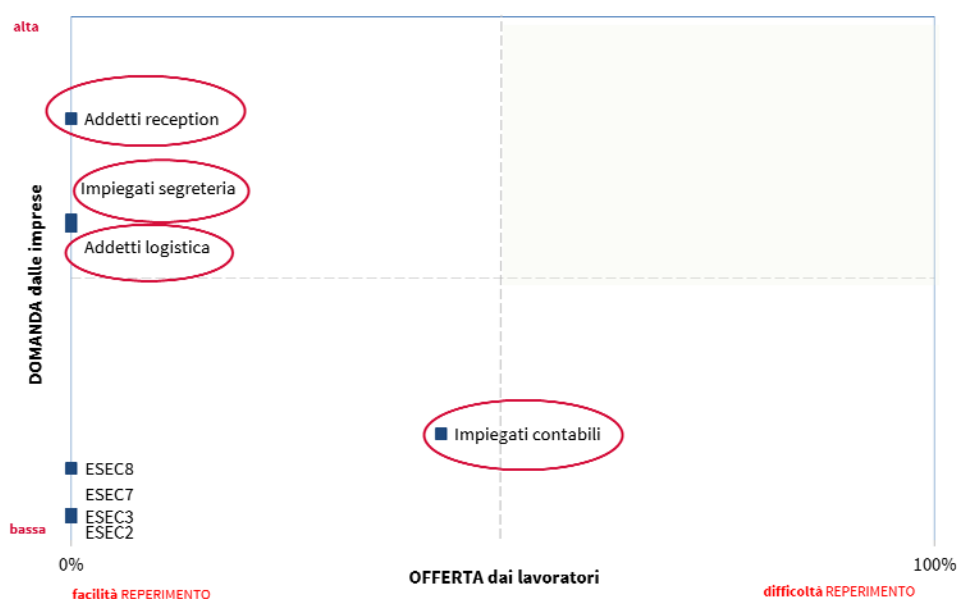 alta
Addetti reception
Impiegati segreteria
Addetti logistica
DOMANDA dalle imprese
Impiegati contabili
ESEC8
ESEC7
ESEC3
ESEC2
bassa
0%
100%
OFFERTA dai lavoratori
facilità REPERIMENTO
difficoltà REPERIMENTO